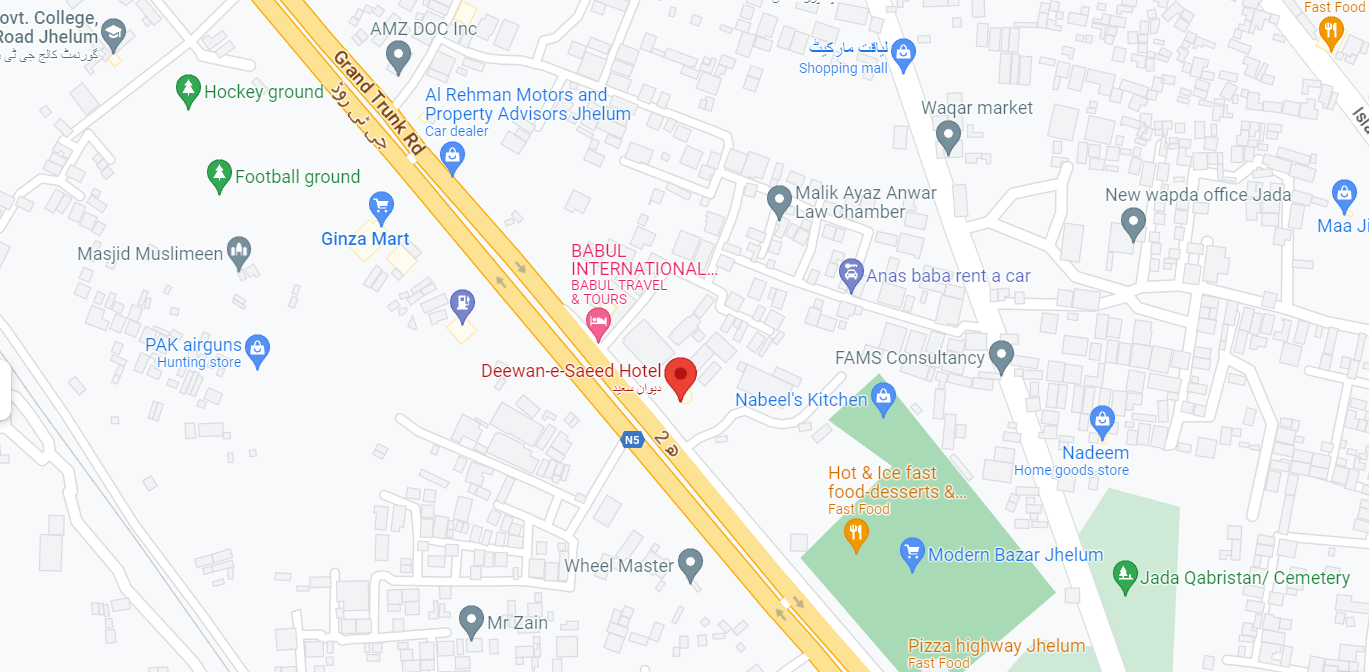 Fast Food
ovt. College,
Road Jhelum
گورنمنٹ کالج جی ٹی
AMZ DOC Inc
لیاقت مارکیٹ
Shopping mall
Grand Trunk Rd
جی ٹی روڈ
Hockey ground
Al Rehman Motors and
Property Advisors Jhelum
Car dealer
Waqar market
Isla
Football ground
Malik Ayaz Anwar
Law Chamber
New wapda office Jada
Maa Ji
Ginza Mart
Masjid Muslimeen
BABUL
INTERNATIONAL...
BABUL TRAVEL
& TOURS
Anas baba rent a car
PAK airguns
Hunting store
FAMS Consultancy
Deewan-e-Saeed Hotel
دیوان سعید
Nabeel's Kitchen
N5
Nadeem
Home goods store
Hot & Ice fast
food-desserts &...
Fast Food
Wheel Master
Modern Bazar Jhelum
Jada Qabristan/ Cemetery
Mr Zain
Pizza highway Jhelum
Fast Food